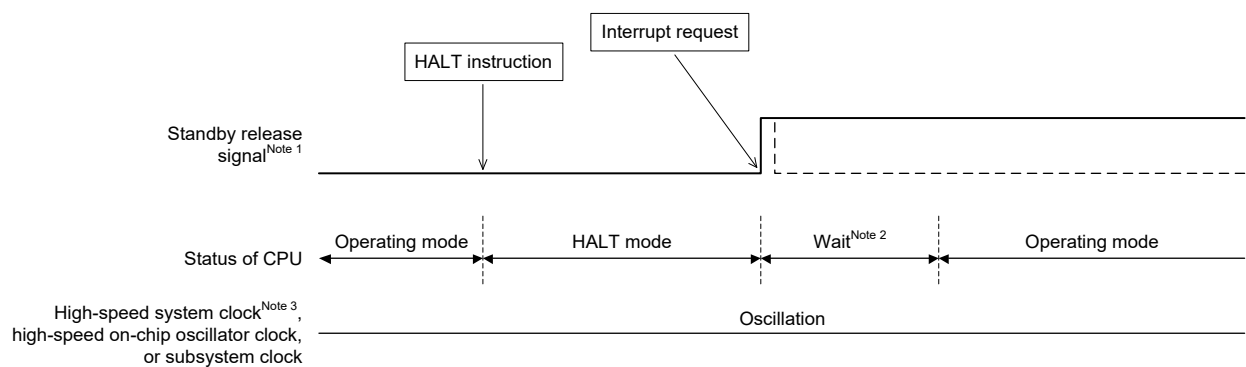 Interrupt request
HALT instruction
Standby release
signalNote 1
Operating mode
HALT mode
WaitNote 2
Operating mode
Status of CPU
High-speed system clockNote 3,
high-speed on-chip oscillator clock,
or subsystem clock
Oscillation